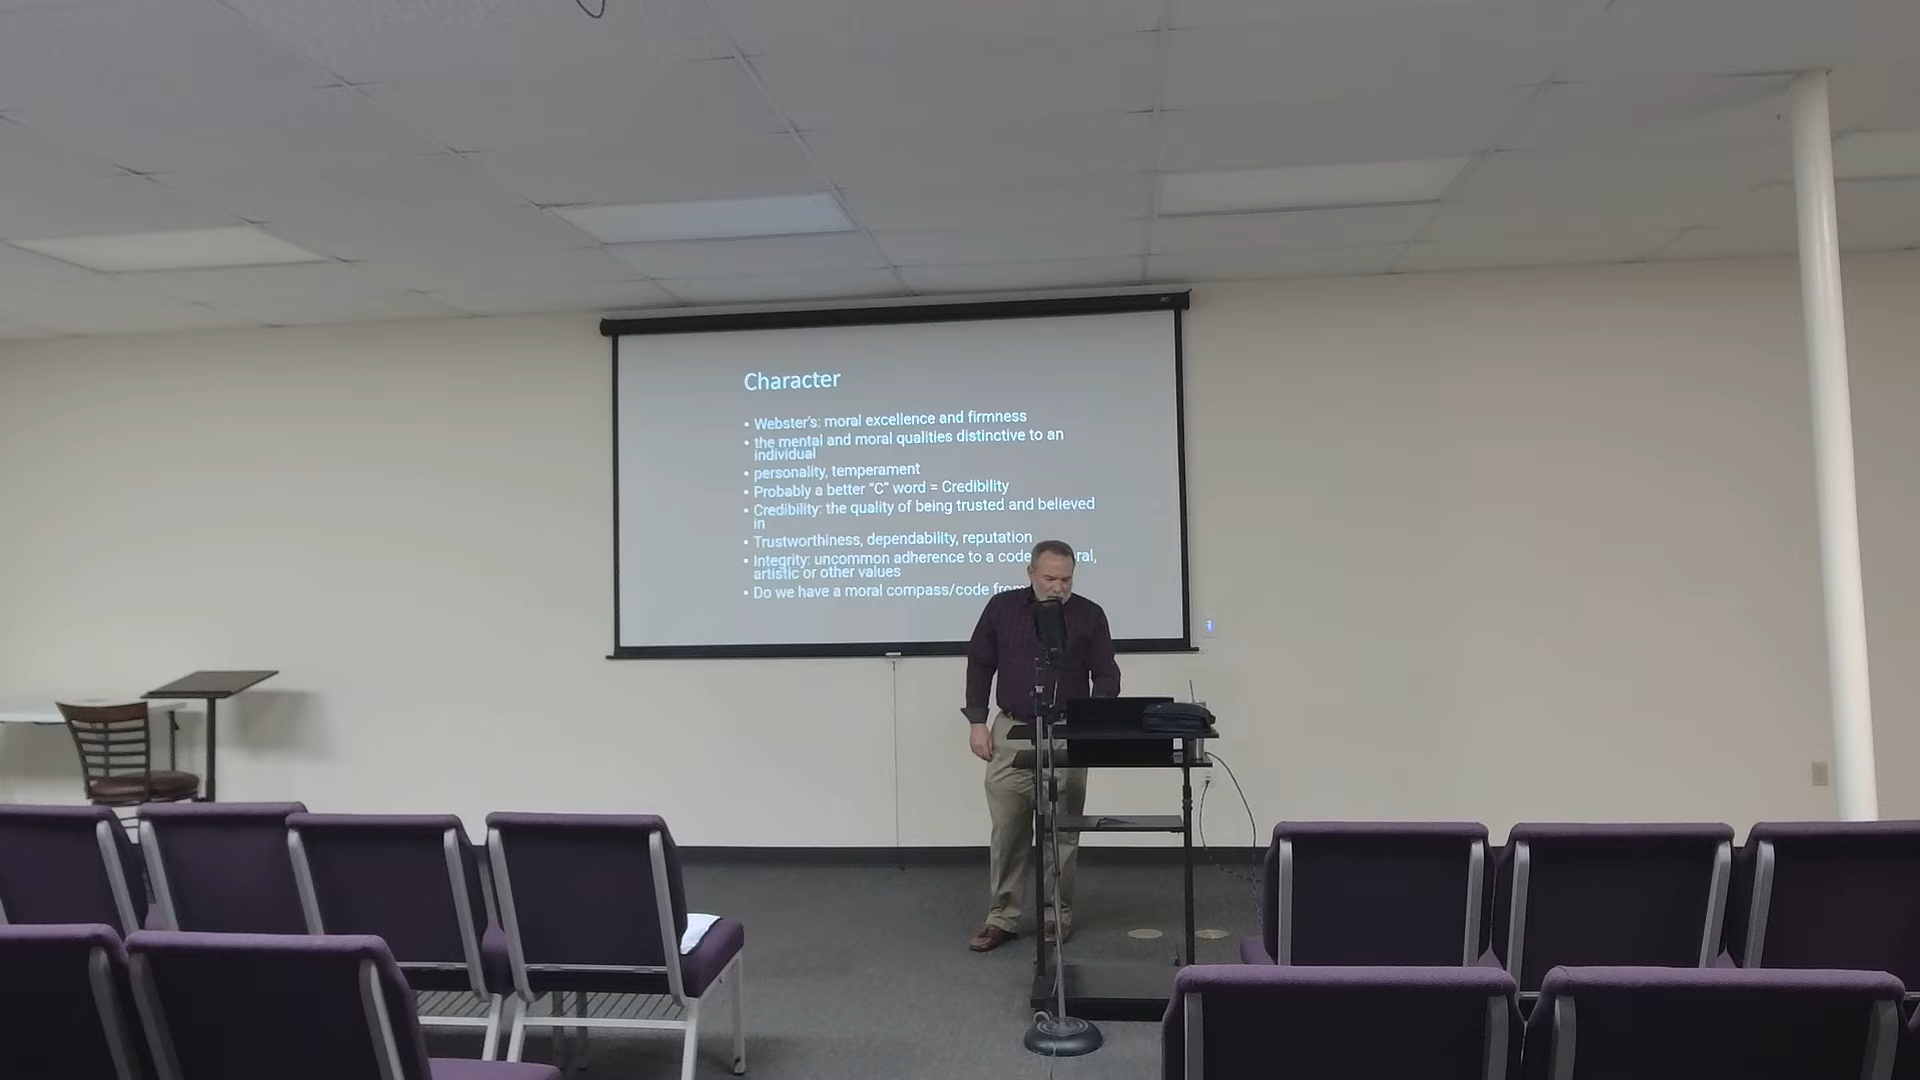 Character
• Webster's: moral excellence and firmness
• the mental and moral qualities distinctive to an
individual
• personality, temperament
• Probably a better “C” word = Credibility
• Credibility: the quality of being trusted and believed
in
• Trustworthiness, dependability, reputation
• Integrity: uncommon adherence to a code
artistic or other values
• Do we have a moral compass/code from